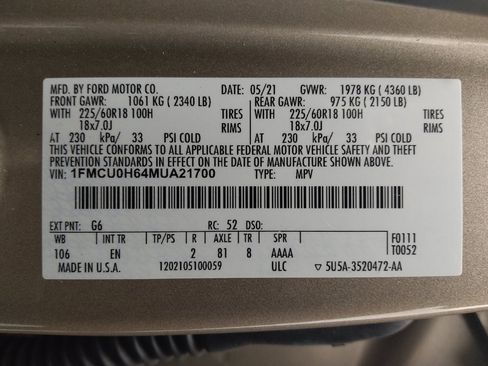 MFD. BY FORD MOTOR CO. DATE: 05/21 GVWR: 1978 KG ( 4360 LB)
FRONT GAWR: 1061 KG ( 2340 LB) REAR GAWR: 975 KG ( 2150 LB)
WITH 225/60R18 100H TIRES WITH 225/60R18 100H TIRES
18x7.0J RIMS 18x7.0J RIMS
AT 230 kPa/ 33 PSI COLD AT 230 kPa/ 33 PSI COLD
THIS VEHICLE CONFORMS TO ALL APPLICABLE FEDERAL MOTOR VEHICLE SAFETY AND THEFT
PREVENTION STANDARDS IN EFFECT ON THE DATE OF MANUFACTURE SHOWN ABOVE.
VIN: 1FMCU0H64MUA21700 TYPE: MPV
EXT PNT: G6 RC: 52 DSO:
WB INT TR TP/PS R AXLE TR SPR F0111
106 EN 2 81 8 AAAA T0052
MADE IN U.S.A. 1202105100059 ULC ▽ 5U5A-3520472-AA